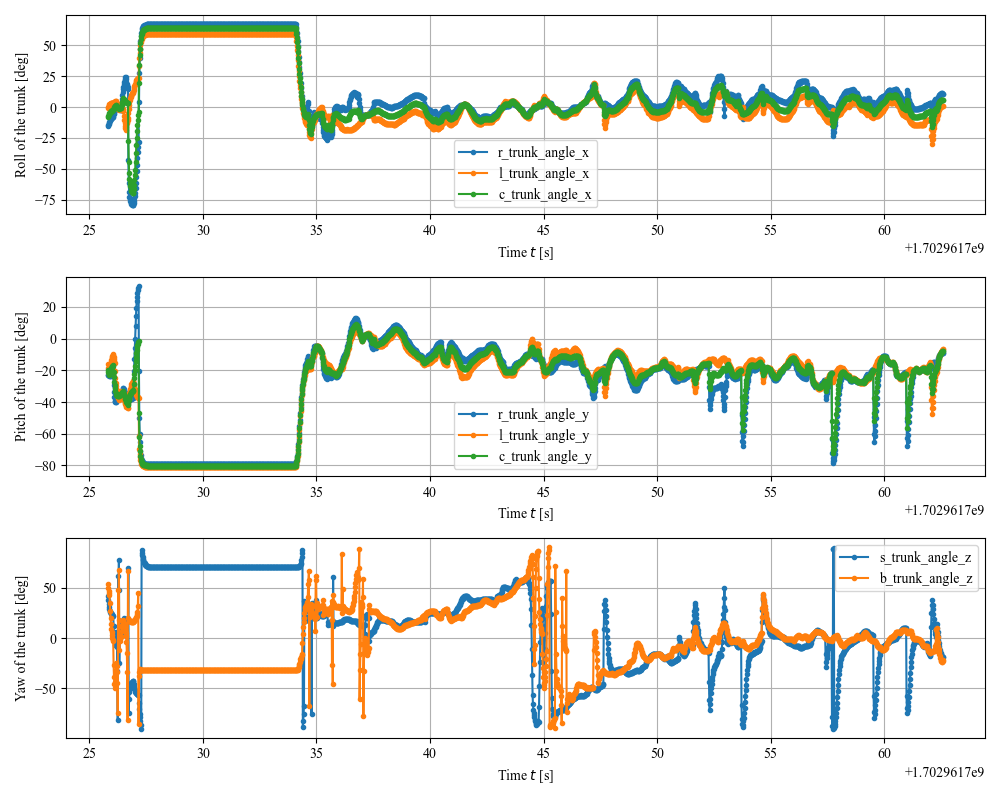 Roll of the trunk [deg]
50
25
0
−25
−50
−75
r_trunk_angle_x
l_trunk_angle_x
c_trunk_angle_x
25 30 35 40 45 50 55 60
Time t [s]
+1.7029617e9
Pitch of the trunk [deg]
20
0
−20
−40
−60
−80
r_trunk_angle_y
l_trunk_angle_y
c_trunk_angle_y
25 30 35 40 45 50 55 60
Time t [s]
+1.7029617e9
Yaw of the trunk [deg]
50
0
−50
s_trunk_angle_z
b_trunk_angle_z
25 30 35 40 45 50 55 60
Time t [s]
+1.7029617e9